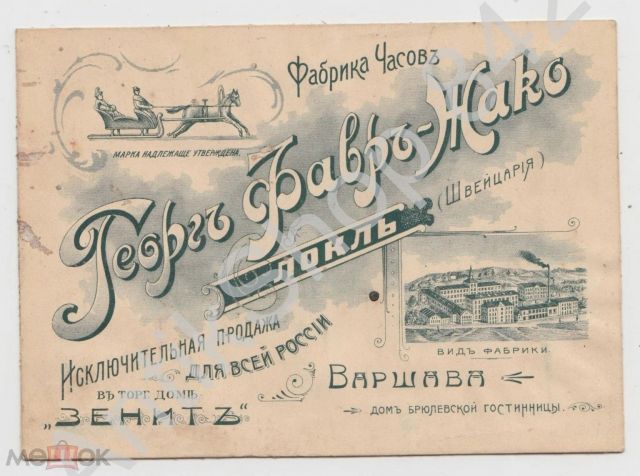 Фабрика Часовъ
МАРКА НАДЛЕЖАЩЕ УТВЕРЖДЕНА.
Георгъ Фавръ-Жако
ЛОКЛЬ
(Швейцарія)
Исключительная продажа
для всей Россіи
ВЪ ТОРГ. ДОМѢ
„ЗЕНИТЪ“
ВИДЪ ФАБРИКИ.
Варшава
ДОМЪ БРЮЛЕВСКОЙ ГОСТИННИЦЫ.
МЕШОК